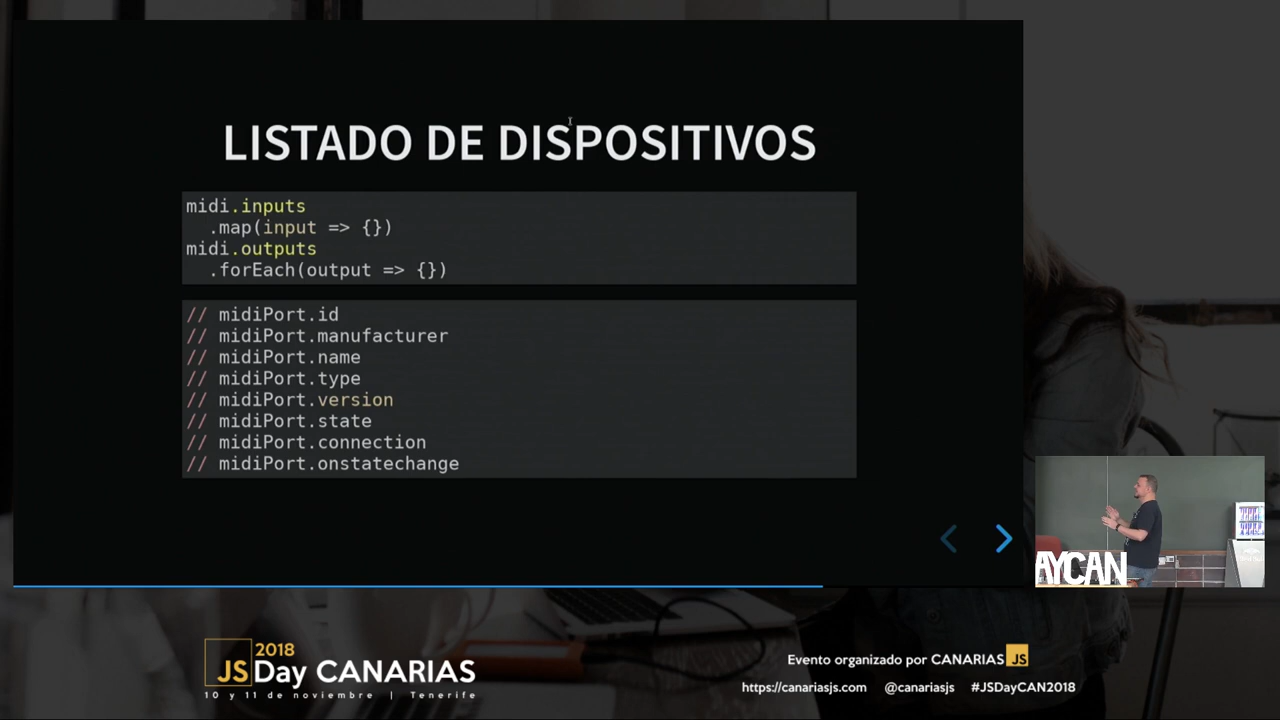 LISTADO DE DISPOSITIVOS
midi.inputs
  .map(input => {})
midi.outputs
  .forEach(output => {})
// midiPort.id
// midiPort.manufacturer
// midiPort.name
// midiPort.type
// midiPort.version
// midiPort.state
// midiPort.connection
// midiPort.onstatechange
AYCAN
2018
JSDay CANARIAS
10 y 11 de noviembre | Tenerife
Evento organizado por CANARIAS JS
https://canariasjs.com @canariasjs #JSDayCAN2018